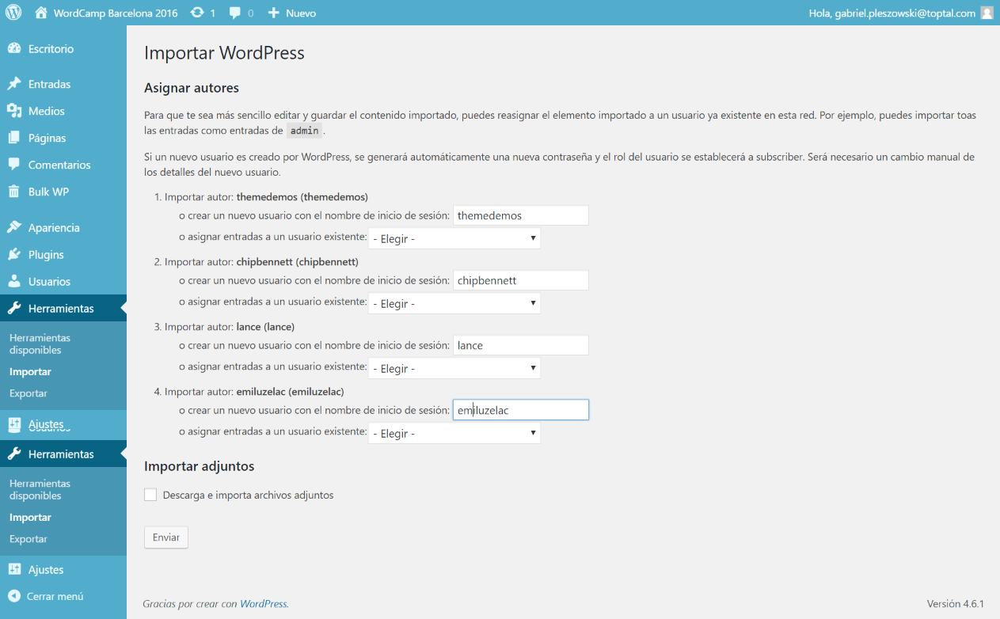 WordCamp Barcelona 2016 1 0 Nuevo Hola, gabriel.pleszowski@toptal.com
Escritorio
Entradas
Medios
Páginas
Comentarios
Bulk WP
Apariencia
Plugins
Usuarios
Herramientas
Herramientas
disponibles
Importar
Exportar
Ajustes
Herramientas
Herramientas
disponibles
Importar
Exportar
Ajustes
Cerrar menú
Importar WordPress
Asignar autores
Para que te sea más sencillo editar y guardar el contenido importado, puedes reasignar el elemento importado a un usuario ya existente en esta red. Por ejemplo, puedes importar toas
las entradas como entradas de admin .
Si un nuevo usuario es creado por WordPress, se generará automáticamente una nueva contraseña y el rol del usuario se establecerá a subscriber. Será necesario un cambio manual de
los detalles del nuevo usuario.
1. Importar autor: themedemos (themedemos)
o crear un nuevo usuario con el nombre de inicio de sesión: themedemos
o asignar entradas a un usuario existente: - Elegir -
2. Importar autor: chipbennett (chipbennett)
o crear un nuevo usuario con el nombre de inicio de sesión: chipbennett
o asignar entradas a un usuario existente: - Elegir -
3. Importar autor: lance (lance)
o crear un nuevo usuario con el nombre de inicio de sesión: lance
o asignar entradas a un usuario existente: - Elegir -
4. Importar autor: emiluzelac (emiluzelac)
o crear un nuevo usuario con el nombre de inicio de sesión: emiluzelac
o asignar entradas a un usuario existente: - Elegir -
Importar adjuntos
Descarga e importa archivos adjuntos
Enviar
Gracias por crear con WordPress. Versión 4.6.1